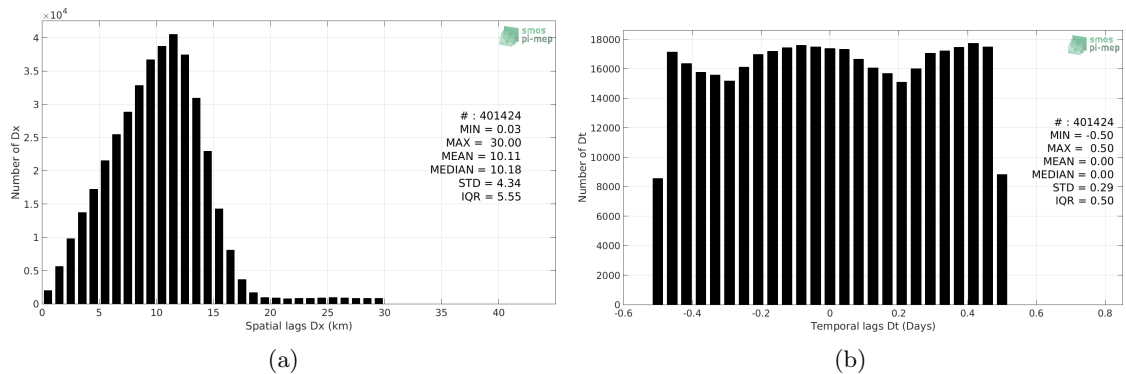 ×10⁴
4
3.5
3
2.5
2
1.5
1
0.5
0
Number of Dx
0 5 10 15 20 25 30 35 40
Spatial lags Dx (km)
smos
pi-mep
# : 401424
MIN = 0.03
MAX = 30.00
MEAN = 10.11
MEDIAN = 10.18
STD = 4.34
IQR = 5.55
(a)
18000
16000
14000
12000
10000
8000
6000
4000
2000
0
Number of Dt
-0.6 -0.4 -0.2 0 0.2 0.4 0.6 0.8
Temporal lags Dt (Days)
smos
pi-mep
# : 401424
MIN = -0.50
MAX = 0.50
MEAN = 0.00
MEDIAN = 0.00
STD = 0.29
IQR = 0.50
(b)